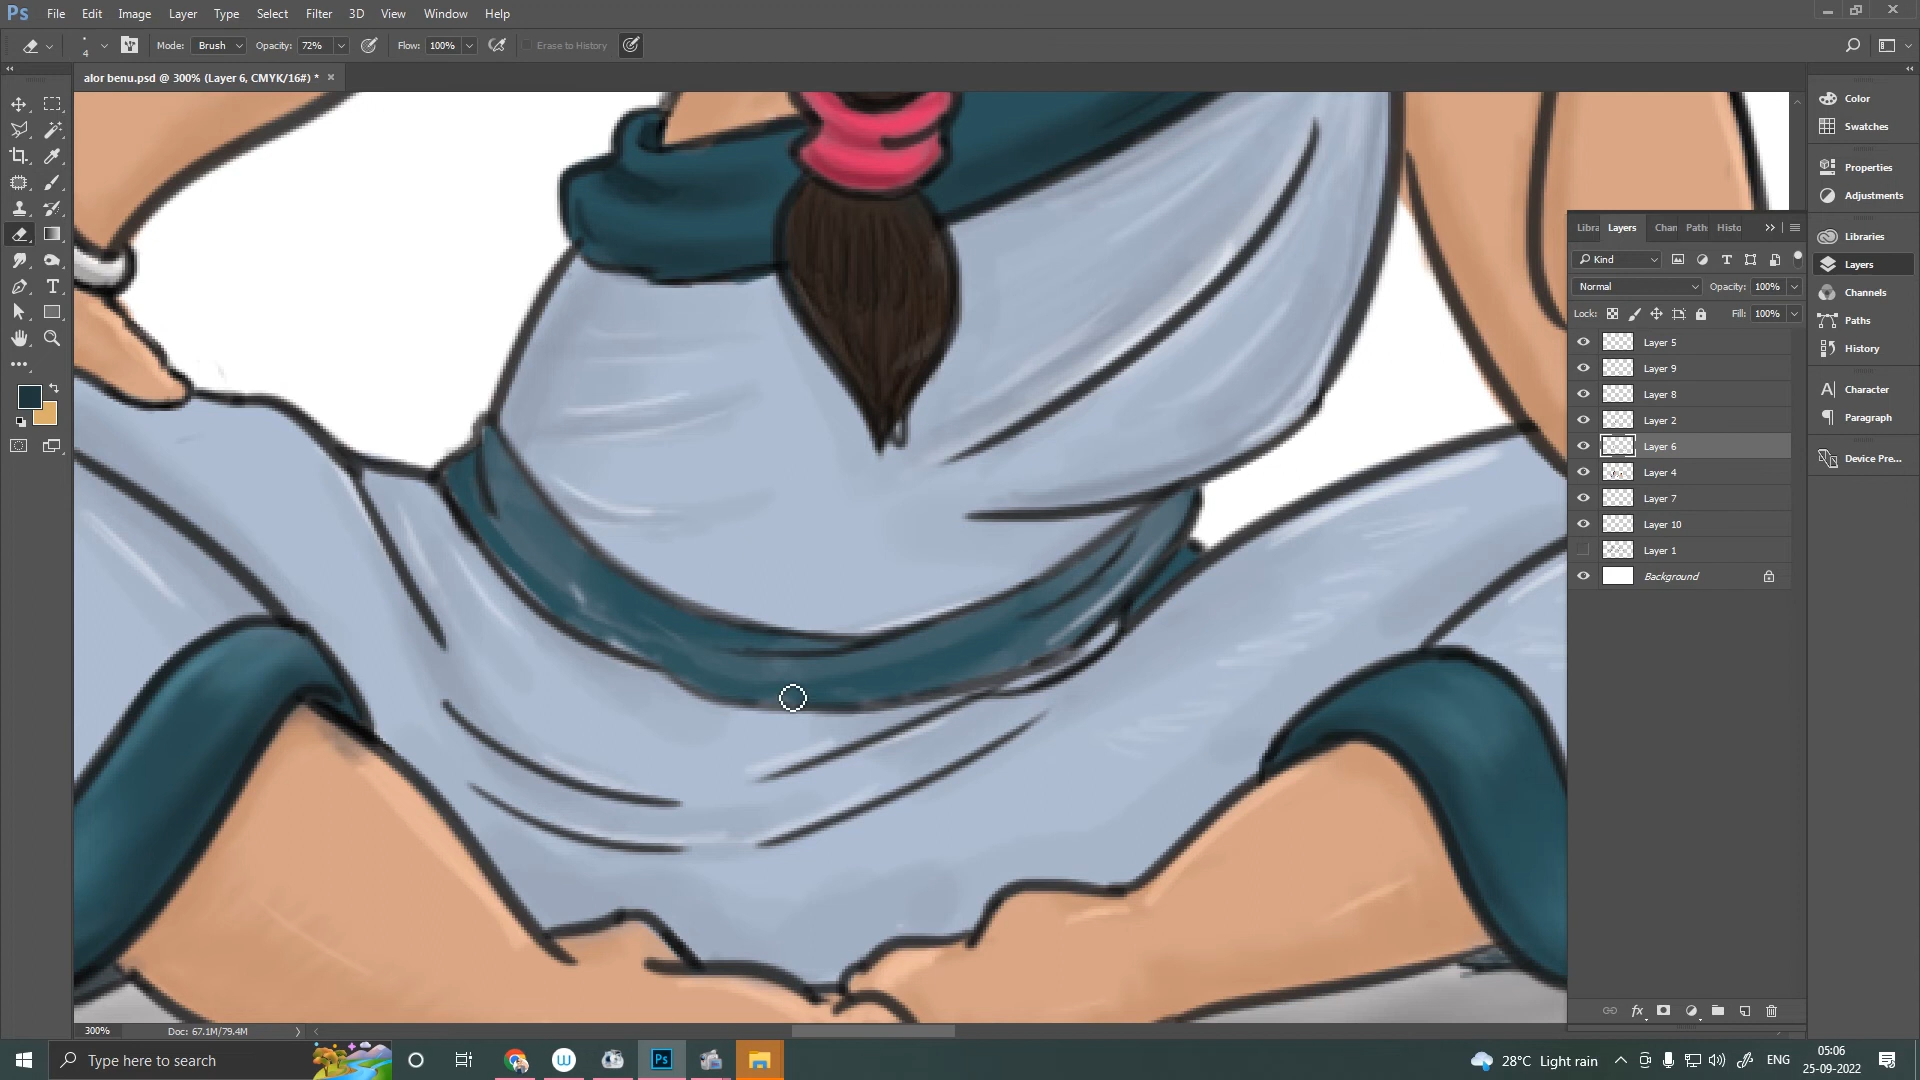 Ps File Edit Image Layer Type Select Filter 3D View Window Help
4 Mode: Brush Opacity: 72% Flow: 100% Erase to History
alor benu.psd @ 300% (Layer 6, CMYK/16#) * ×
Color
Swatches
Properties
Adjustments
Libraries
Layers
Channels
Paths
History
Character
Paragraph
Device Pre...
Libra Layers Chan Path Histo
Kind
Normal Opacity: 100%
Lock: Fill: 100%
Layer 5
Layer 9
Layer 8
Layer 2
Layer 6
Layer 4
Layer 7
Layer 10
Layer 1
Background
fx
300% Doc: 67.1M/79.4M
Type here to search
Ps
28°C Light rain
ENG
05:06
25-09-2022